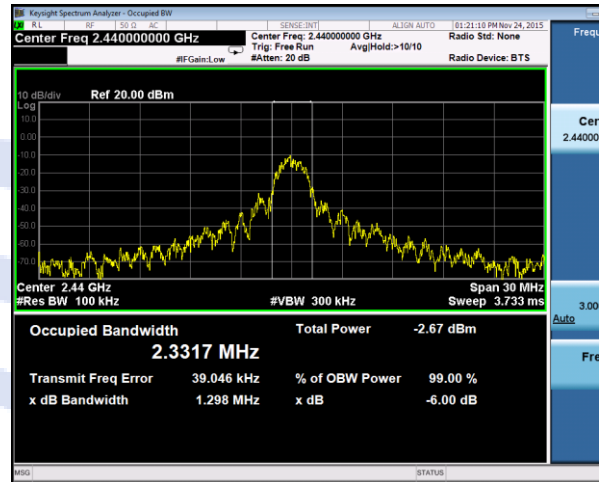 Keysight Spectrum Analyzer - Occupied BW
RL RF 50 Ω AC SENSE:INT ALIGN AUTO 01:21:10 PM Nov 24, 2015
Center Freq 2.440000000 GHz
Center Freq: 2.440000000 GHz
Radio Std: None
Trig: Free Run Avg|Hold:>10/10
#IFGain:Low #Atten: 20 dB Radio Device: BTS
Frequ
10 dB/div Ref 20.00 dBm
Log
10.0
0.00
-10.0
-20.0
-30.0
-40.0
-50.0
-60.0
-70.0
Center 2.44 GHz Span 30 MHz
#Res BW 100 kHz #VBW 300 kHz Sweep 3.733 ms
Occupied Bandwidth Total Power -2.67 dBm
2.3317 MHz
Transmit Freq Error 39.046 kHz % of OBW Power 99.00 %
x dB Bandwidth 1.298 MHz x dB -6.00 dB
Cen
2.44000
3.00
Auto
Fre
MSG STATUS